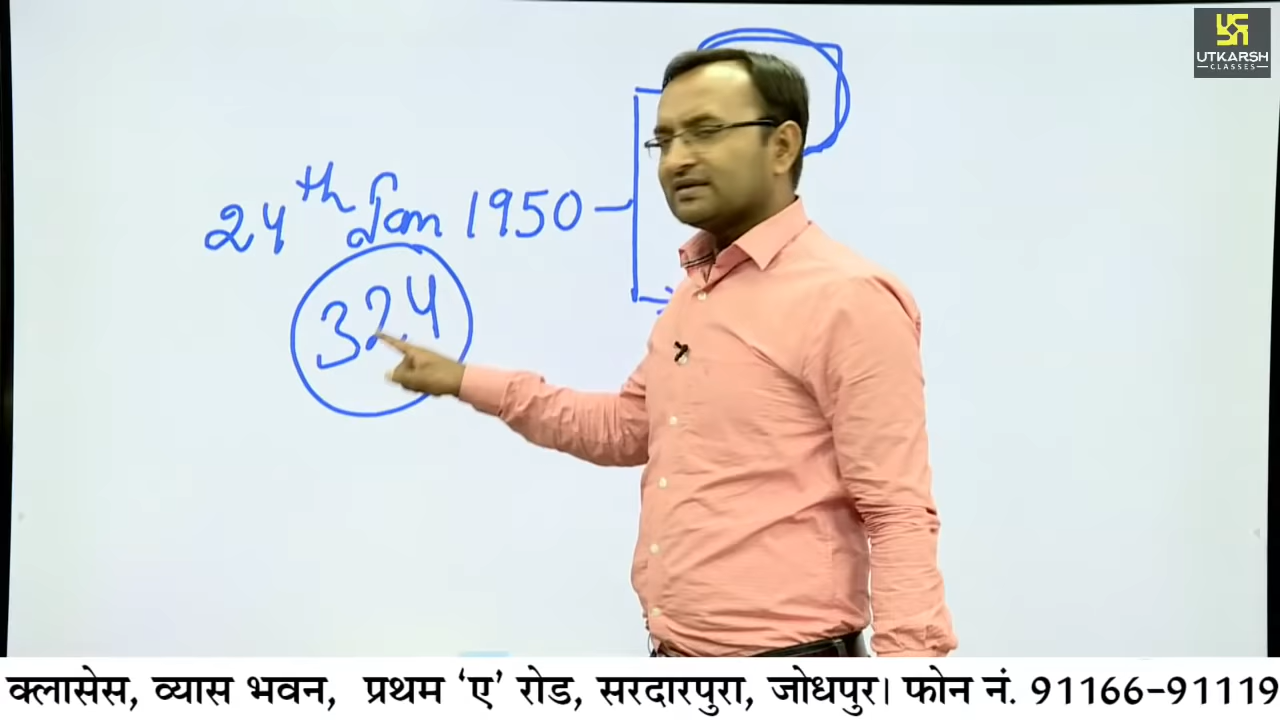 UTKARSH
CLASSES
24th Jan 1950
324
क्लासेस, व्यास भवन, प्रथम ‘ए’ रोड, सरदारपुरा, जोधपुर। फोन नं. 91166-91119